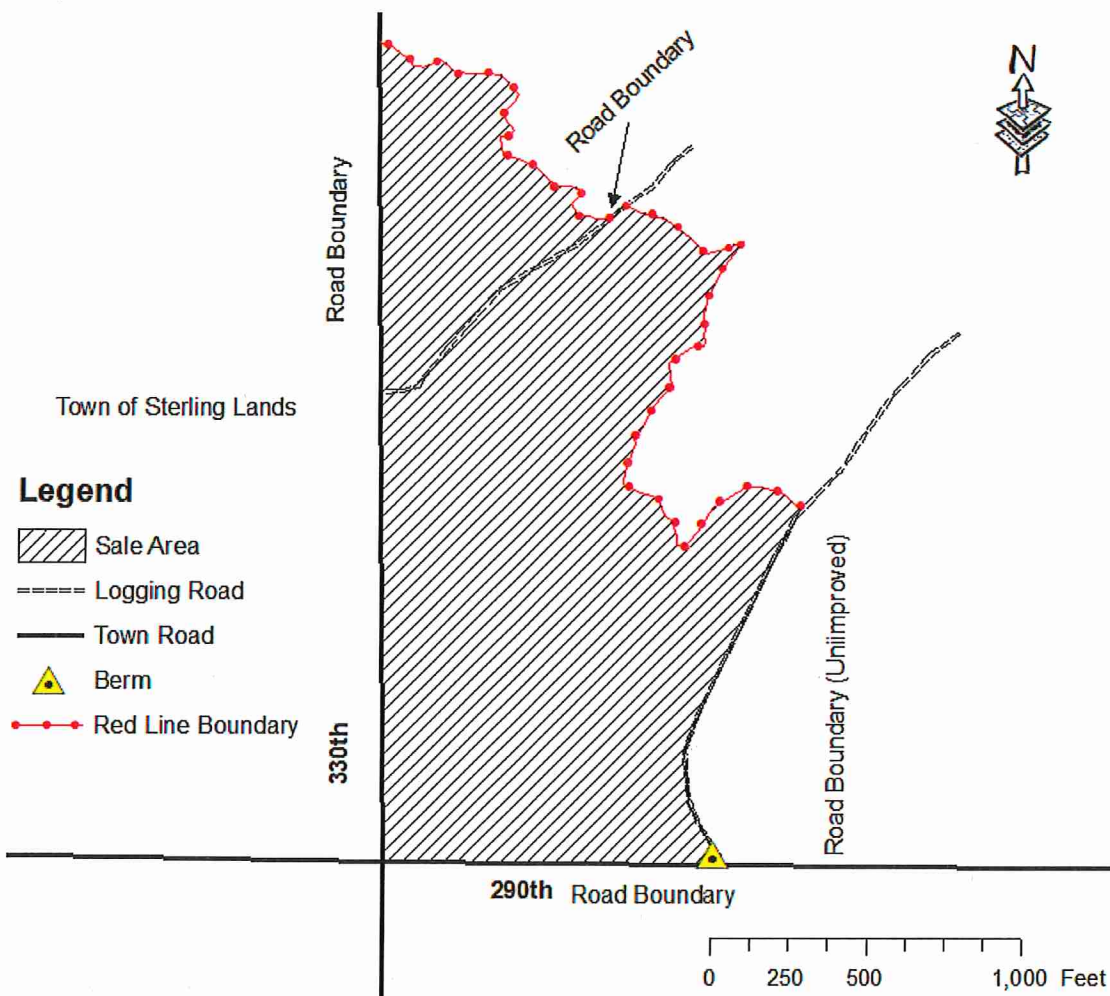 N
Road Boundary
Road Boundary
Town of Sterling Lands
Legend
Sale Area
Logging Road
Town Road
Berm
Red Line Boundary
330th
Road Boundary (Uniimproved)
290th Road Boundary
0 250 500 1,000 Feet